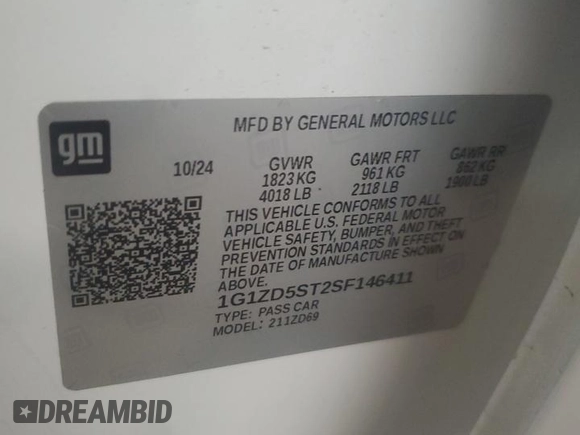 gm
MFD BY GENERAL MOTORS LLC
10/24 GVWR GAWR FRT GAWR RR
1823 KG 961 KG 862 KG
4018 LB 2118 LB 1900 LB
THIS VEHICLE CONFORMS TO ALL
APPLICABLE U.S. FEDERAL MOTOR
VEHICLE SAFETY, BUMPER, AND THEFT
PREVENTION STANDARDS IN EFFECT ON
THE DATE OF MANUFACTURE SHOWN
ABOVE.
1G1ZD5ST2SF146411
TYPE: PASS CAR
MODEL: 211ZD69
DREAMBID